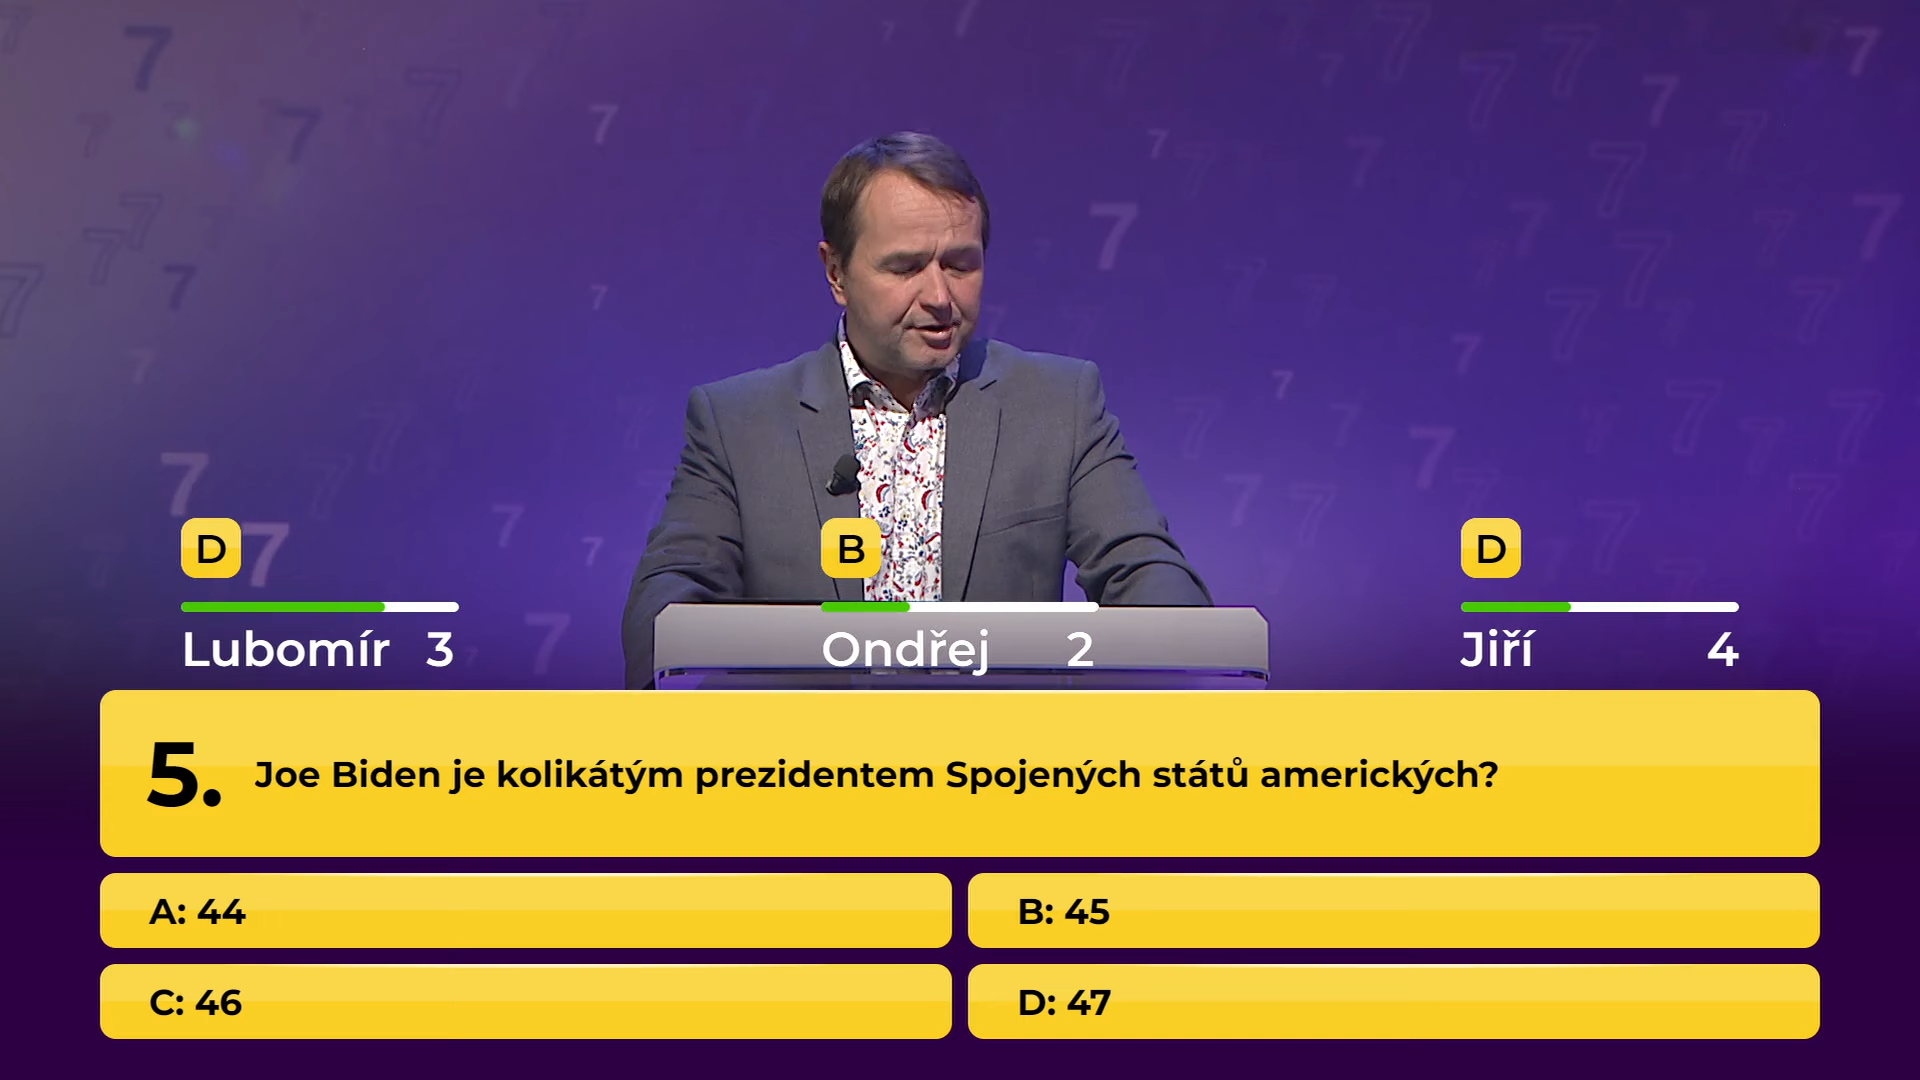 D
B
D
Lubomír 3
Ondřej 2
Jiří 4
5. Joe Biden je kolikátým prezidentem Spojených států amerických?
A: 44
B: 45
C: 46
D: 47